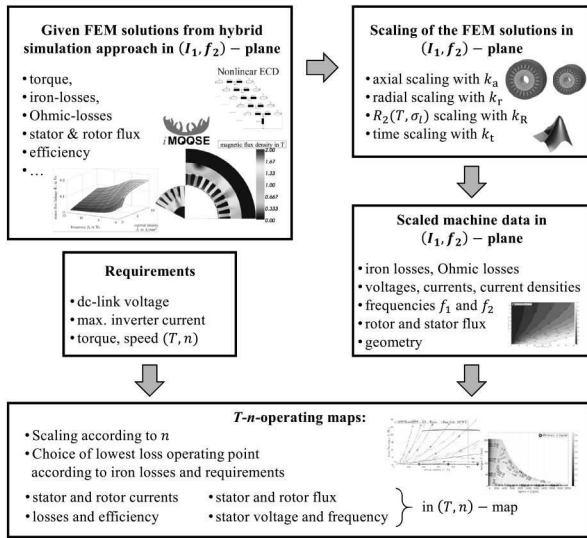 Given FEM solutions from hybrid
simulation approach in (I₁, f₂) – plane
• torque,
• iron-losses,
• Ohmic-losses
• stator & rotor flux
• efficiency
• ...
Nonlinear ECD
i MOOSE
magnetic flux density in T
2.00
1.67
1.33
1.00
0.667
0.333
0.00
Scaling of the FEM solutions in
(I₁, f₂) – plane
• axial scaling with kₐ
• radial scaling with kᵣ
• R₂(T, σₗ) scaling with k_R
• time scaling with kₜ
Scaled machine data in
(I₁, f₂) – plane
• iron losses, Ohmic losses
• voltages, currents, current densities
• frequencies f₁ and f₂
• rotor and stator flux
• geometry
Requirements
• dc-link voltage
• max. inverter current
• torque, speed (T, n)
T-n-operating maps:
• Scaling according to n
• Choice of lowest loss operating point
according to iron losses and requirements
• stator and rotor currents
• losses and efficiency
• stator and rotor flux
• stator voltage and frequency
in (T, n) – map